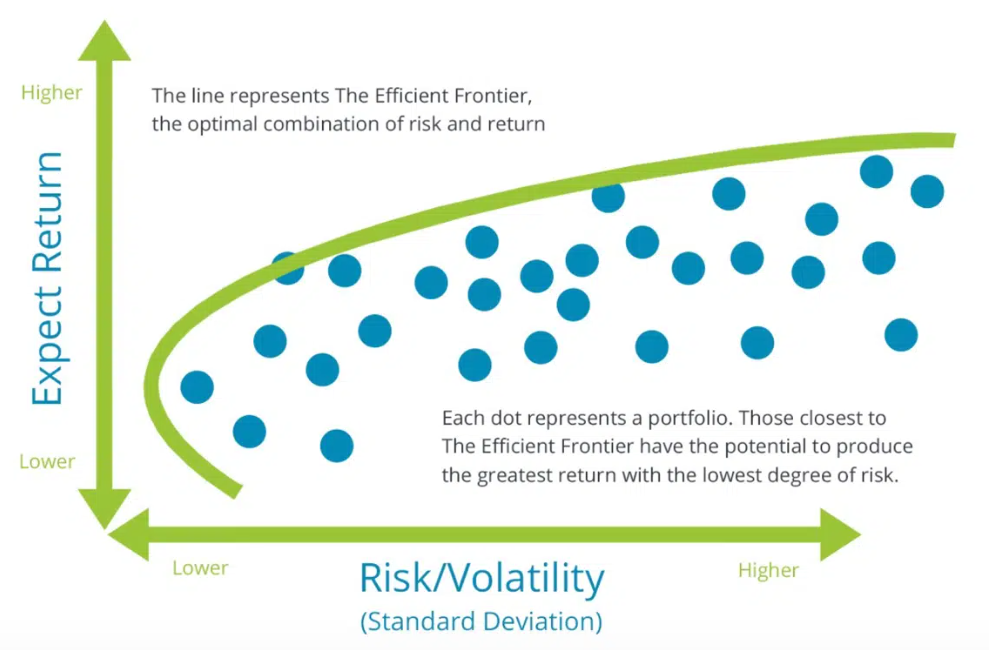 Higher
The line represents The Efficient Frontier,
the optimal combination of risk and return
Expect Return
Each dot represents a portfolio. Those closest to
The Efficient Frontier have the potential to produce
the greatest return with the lowest degree of risk.
Lower
Lower
Higher
Risk/Volatility
(Standard Deviation)